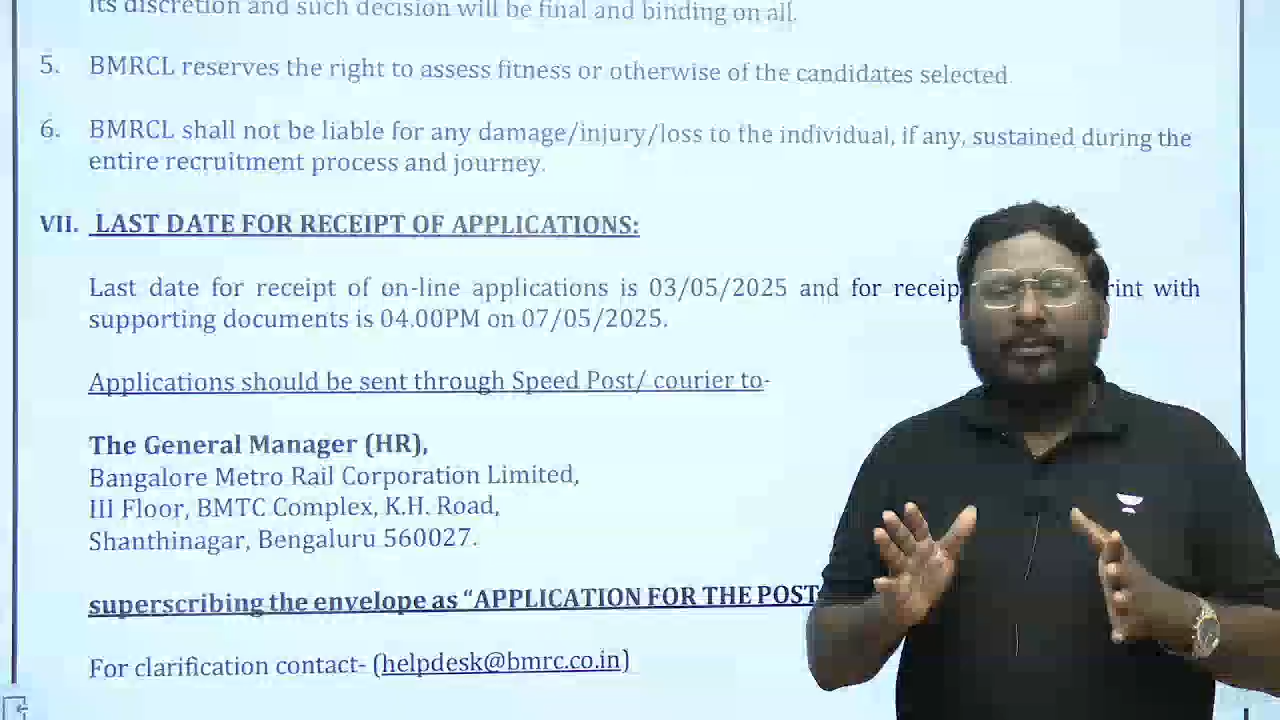 its discretion and such decision will be final and binding on all.
5. BMRCL reserves the right to assess fitness or otherwise of the candidates selected
6. BMRCL shall not be liable for any damage/injury/loss to the individual, if any, sustained during the
entire recruitment process and journey.
VII. LAST DATE FOR RECEIPT OF APPLICATIONS:
Last date for receipt of on-line applications is 03/05/2025 and for with
supporting documents is 04.00PM on 07/05/2025.
Applications should be sent through Speed Post/ courier to-
The General Manager (HR),
Bangalore Metro Rail Corporation Limited,
III Floor, BMTC Complex, K.H. Road,
Shanthinagar, Bengaluru 560027.
superscribing the envelope as “APPLICATION FOR THE POST
For clarification contact- (helpdesk@bmrc.co.in)